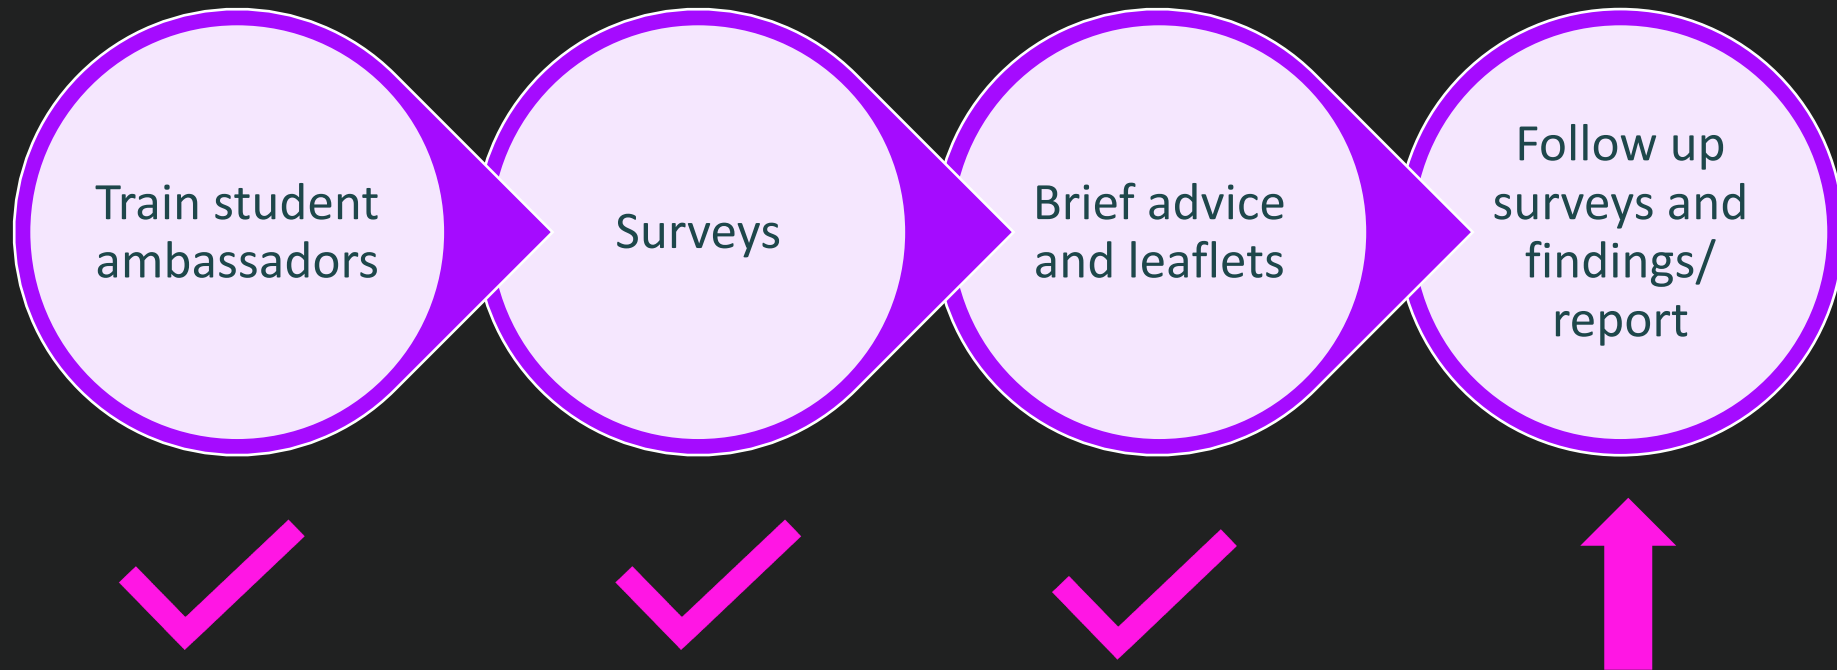 Train student
ambassadors
Surveys
Brief advice
and leaflets
Follow up
surveys and
findings/
report